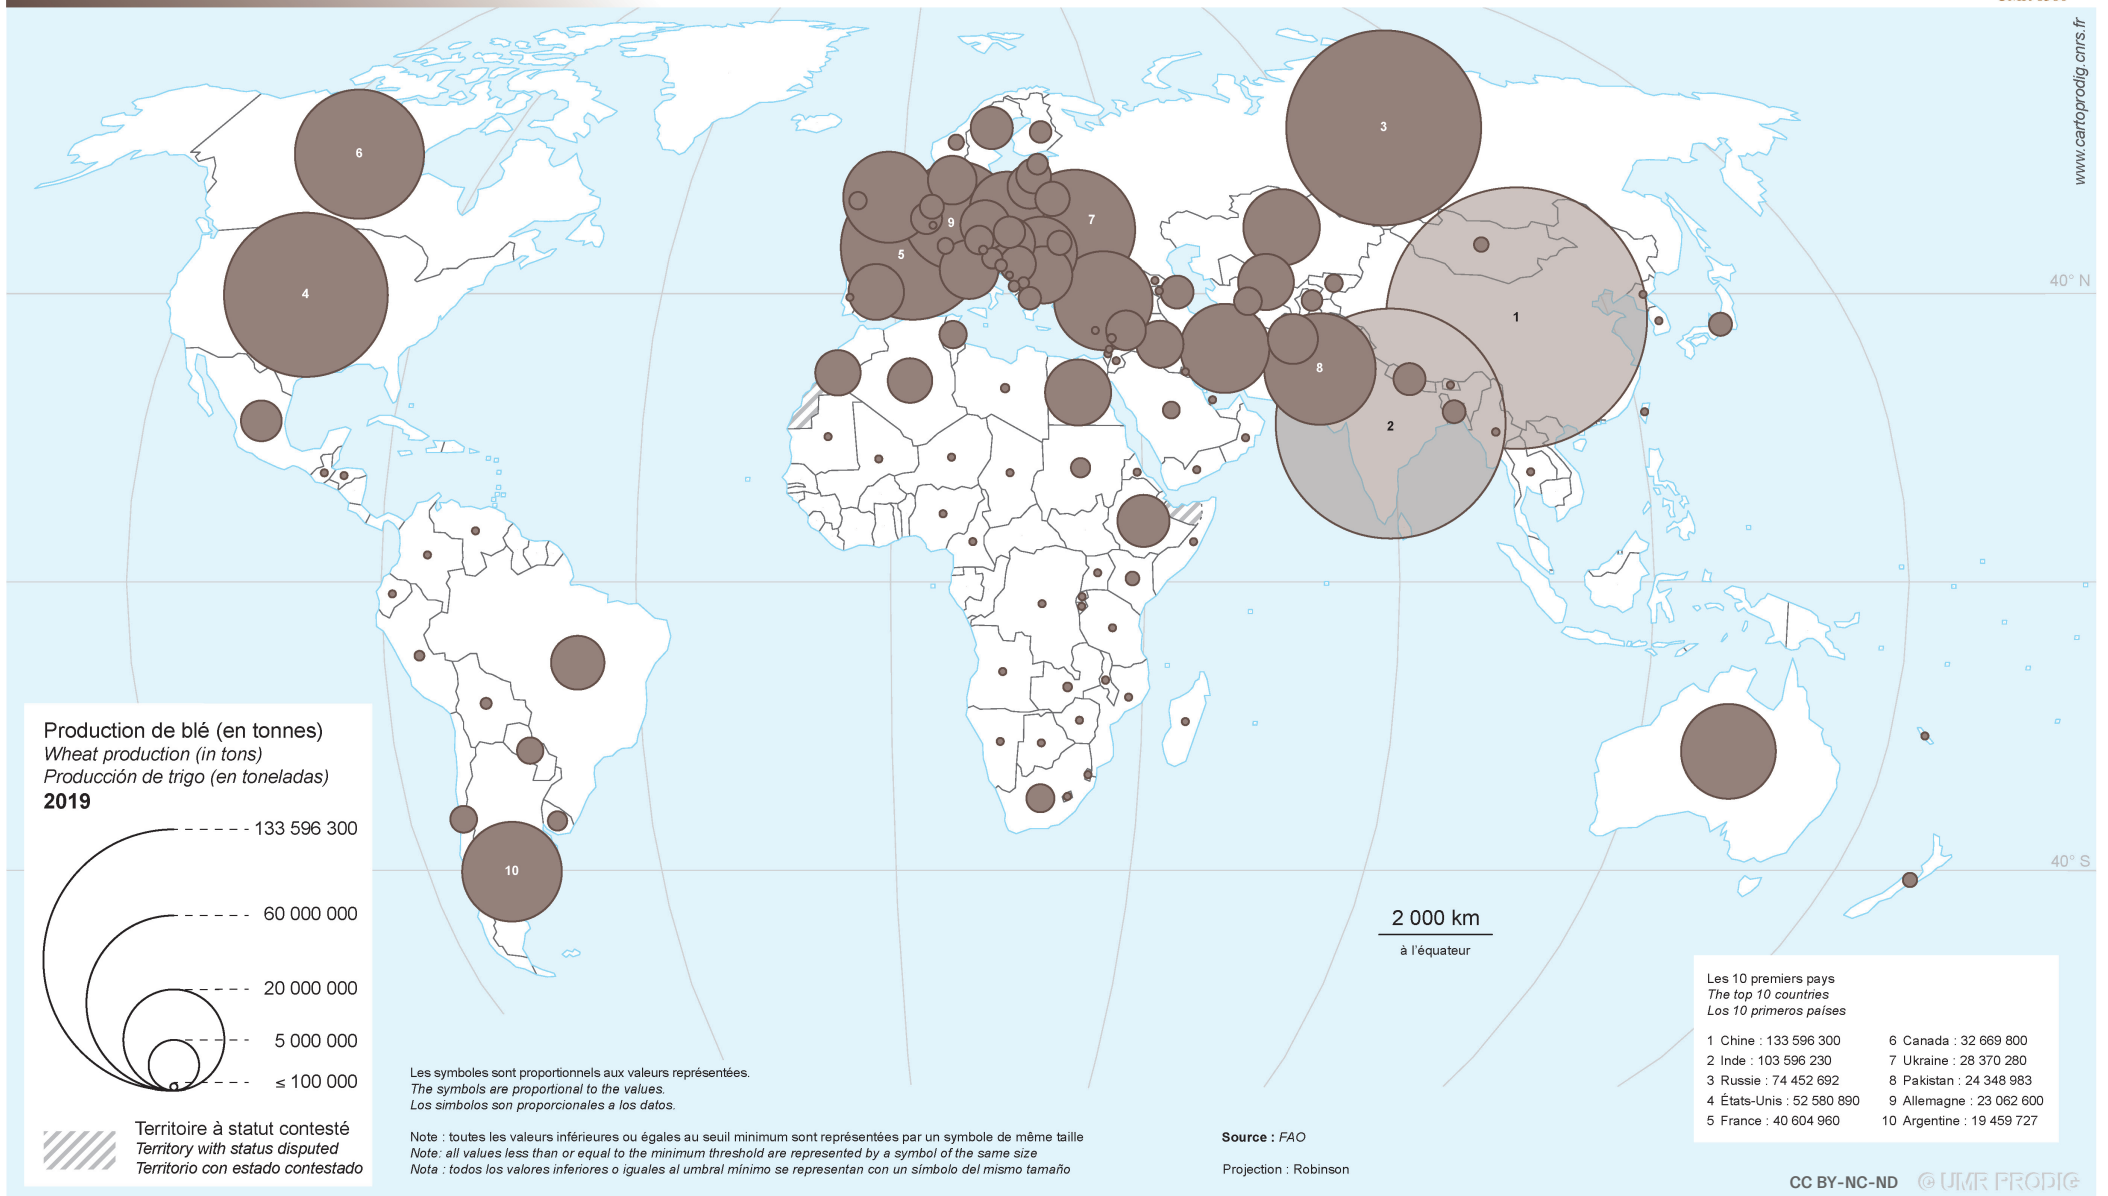 www.cartoprodig.cnrs.fr
6
3
9
7
5
4
40° N
1
8
2
10
40° S
Production de blé (en tonnes)
Wheat production (in tons)
Producción de trigo (en toneladas)
2019
133 596 300
60 000 000
20 000 000
5 000 000
≤ 100 000
Territoire à statut contesté
Territory with status disputed
Territorio con estado contestado
2 000 km
à l'équateur
Les symboles sont proportionnels aux valeurs représentées.
The symbols are proportional to the values.
Los simbolos son proporcionales a los datos.
Note : toutes les valeurs inférieures ou égales au seuil minimum sont représentées par un symbole de même taille
Note: all values less than or equal to the minimum threshold are represented by a symbol of the same size
Nota : todos los valores inferiores o iguales al umbral mínimo se representan con un símbolo del mismo tamaño
Source : FAO
Projection : Robinson
Les 10 premiers pays
The top 10 countries
Los 10 primeros países
1 Chine : 133 596 300
2 Inde : 103 596 230
3 Russie : 74 452 692
4 États-Unis : 52 580 890
5 France : 40 604 960
6 Canada : 32 669 800
7 Ukraine : 28 370 280
8 Pakistan : 24 348 983
9 Allemagne : 23 062 600
10 Argentine : 19 459 727
CC BY-NC-ND
© UMR PRODIG